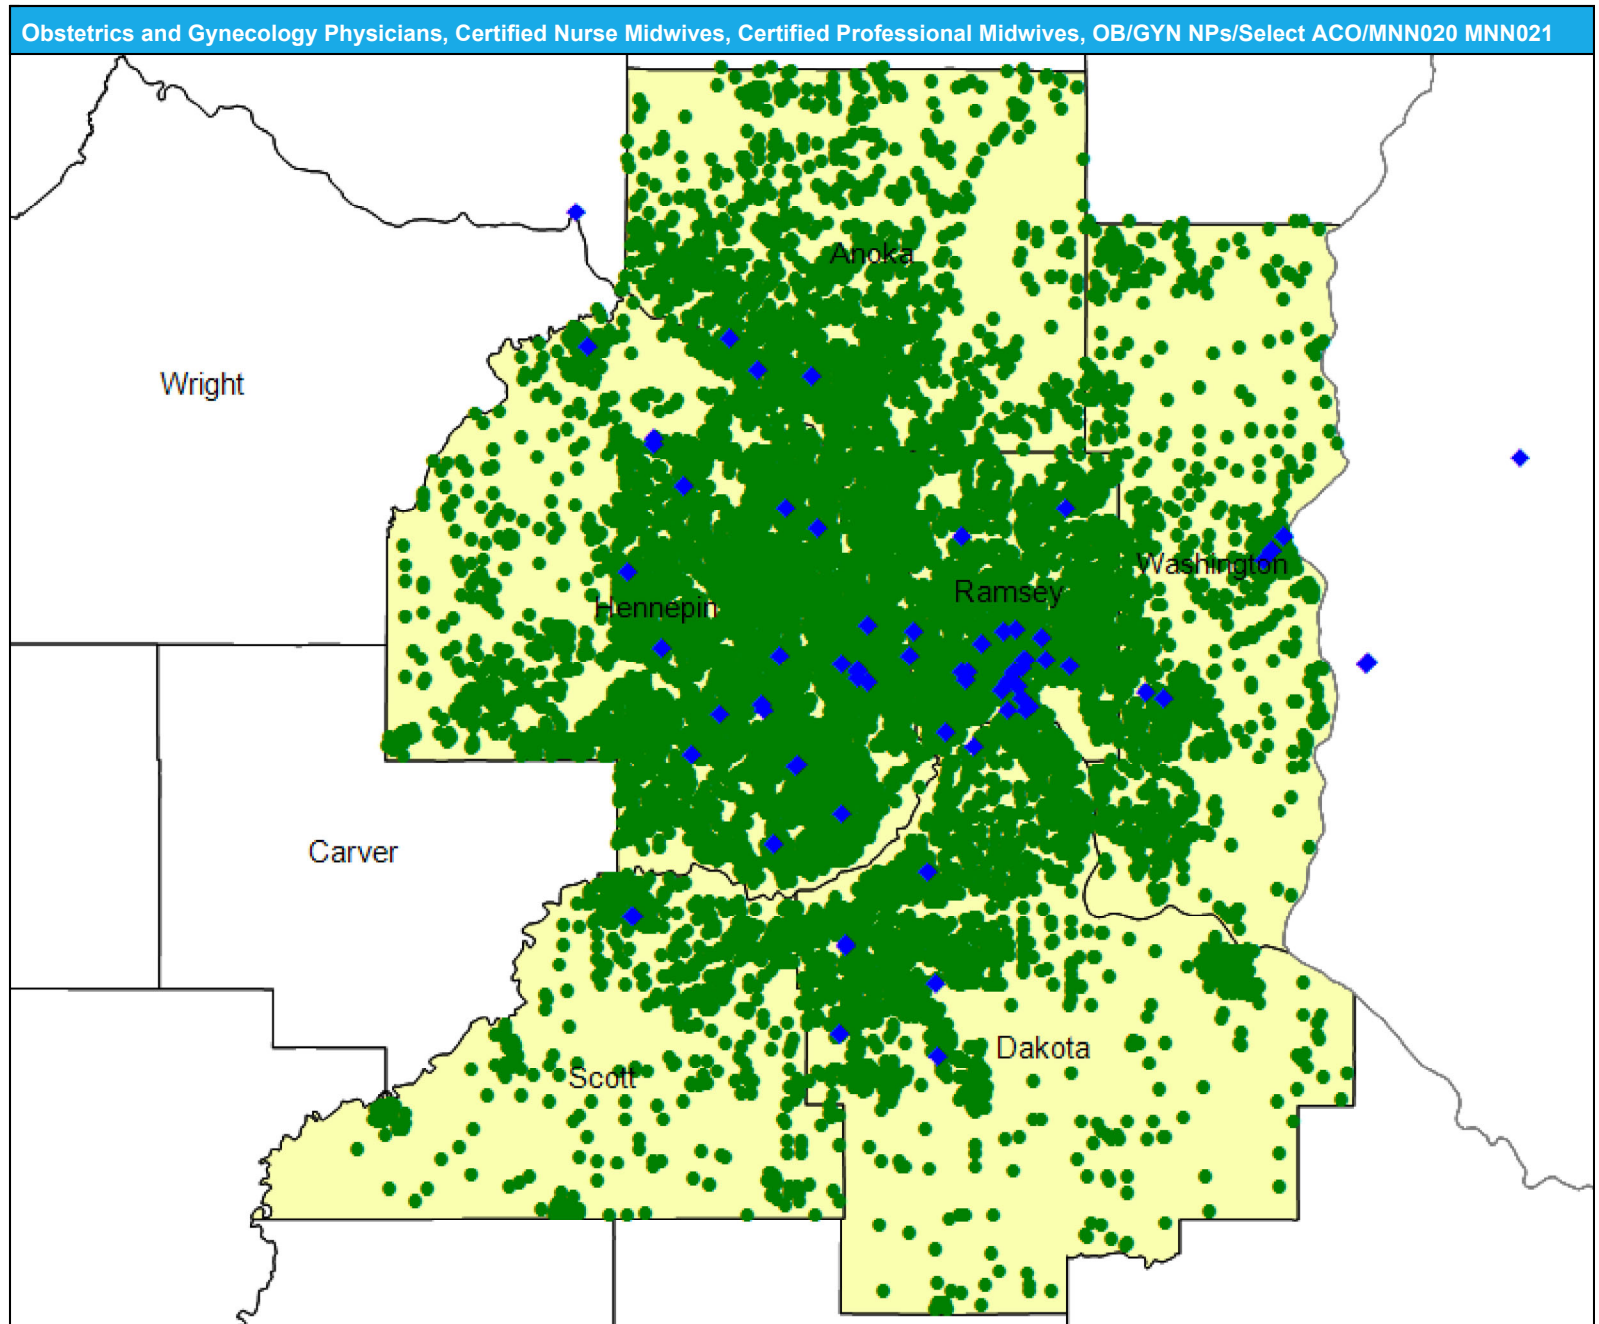 Obstetrics and Gynecology Physicians, Certified Nurse Midwives, Certified Professional Midwives, OB/GYN NPs/Select ACO/MNN020 MNN021
Anoka
Wright
Washington
Ramsey
Hennepin
Carver
Dakota
Scott